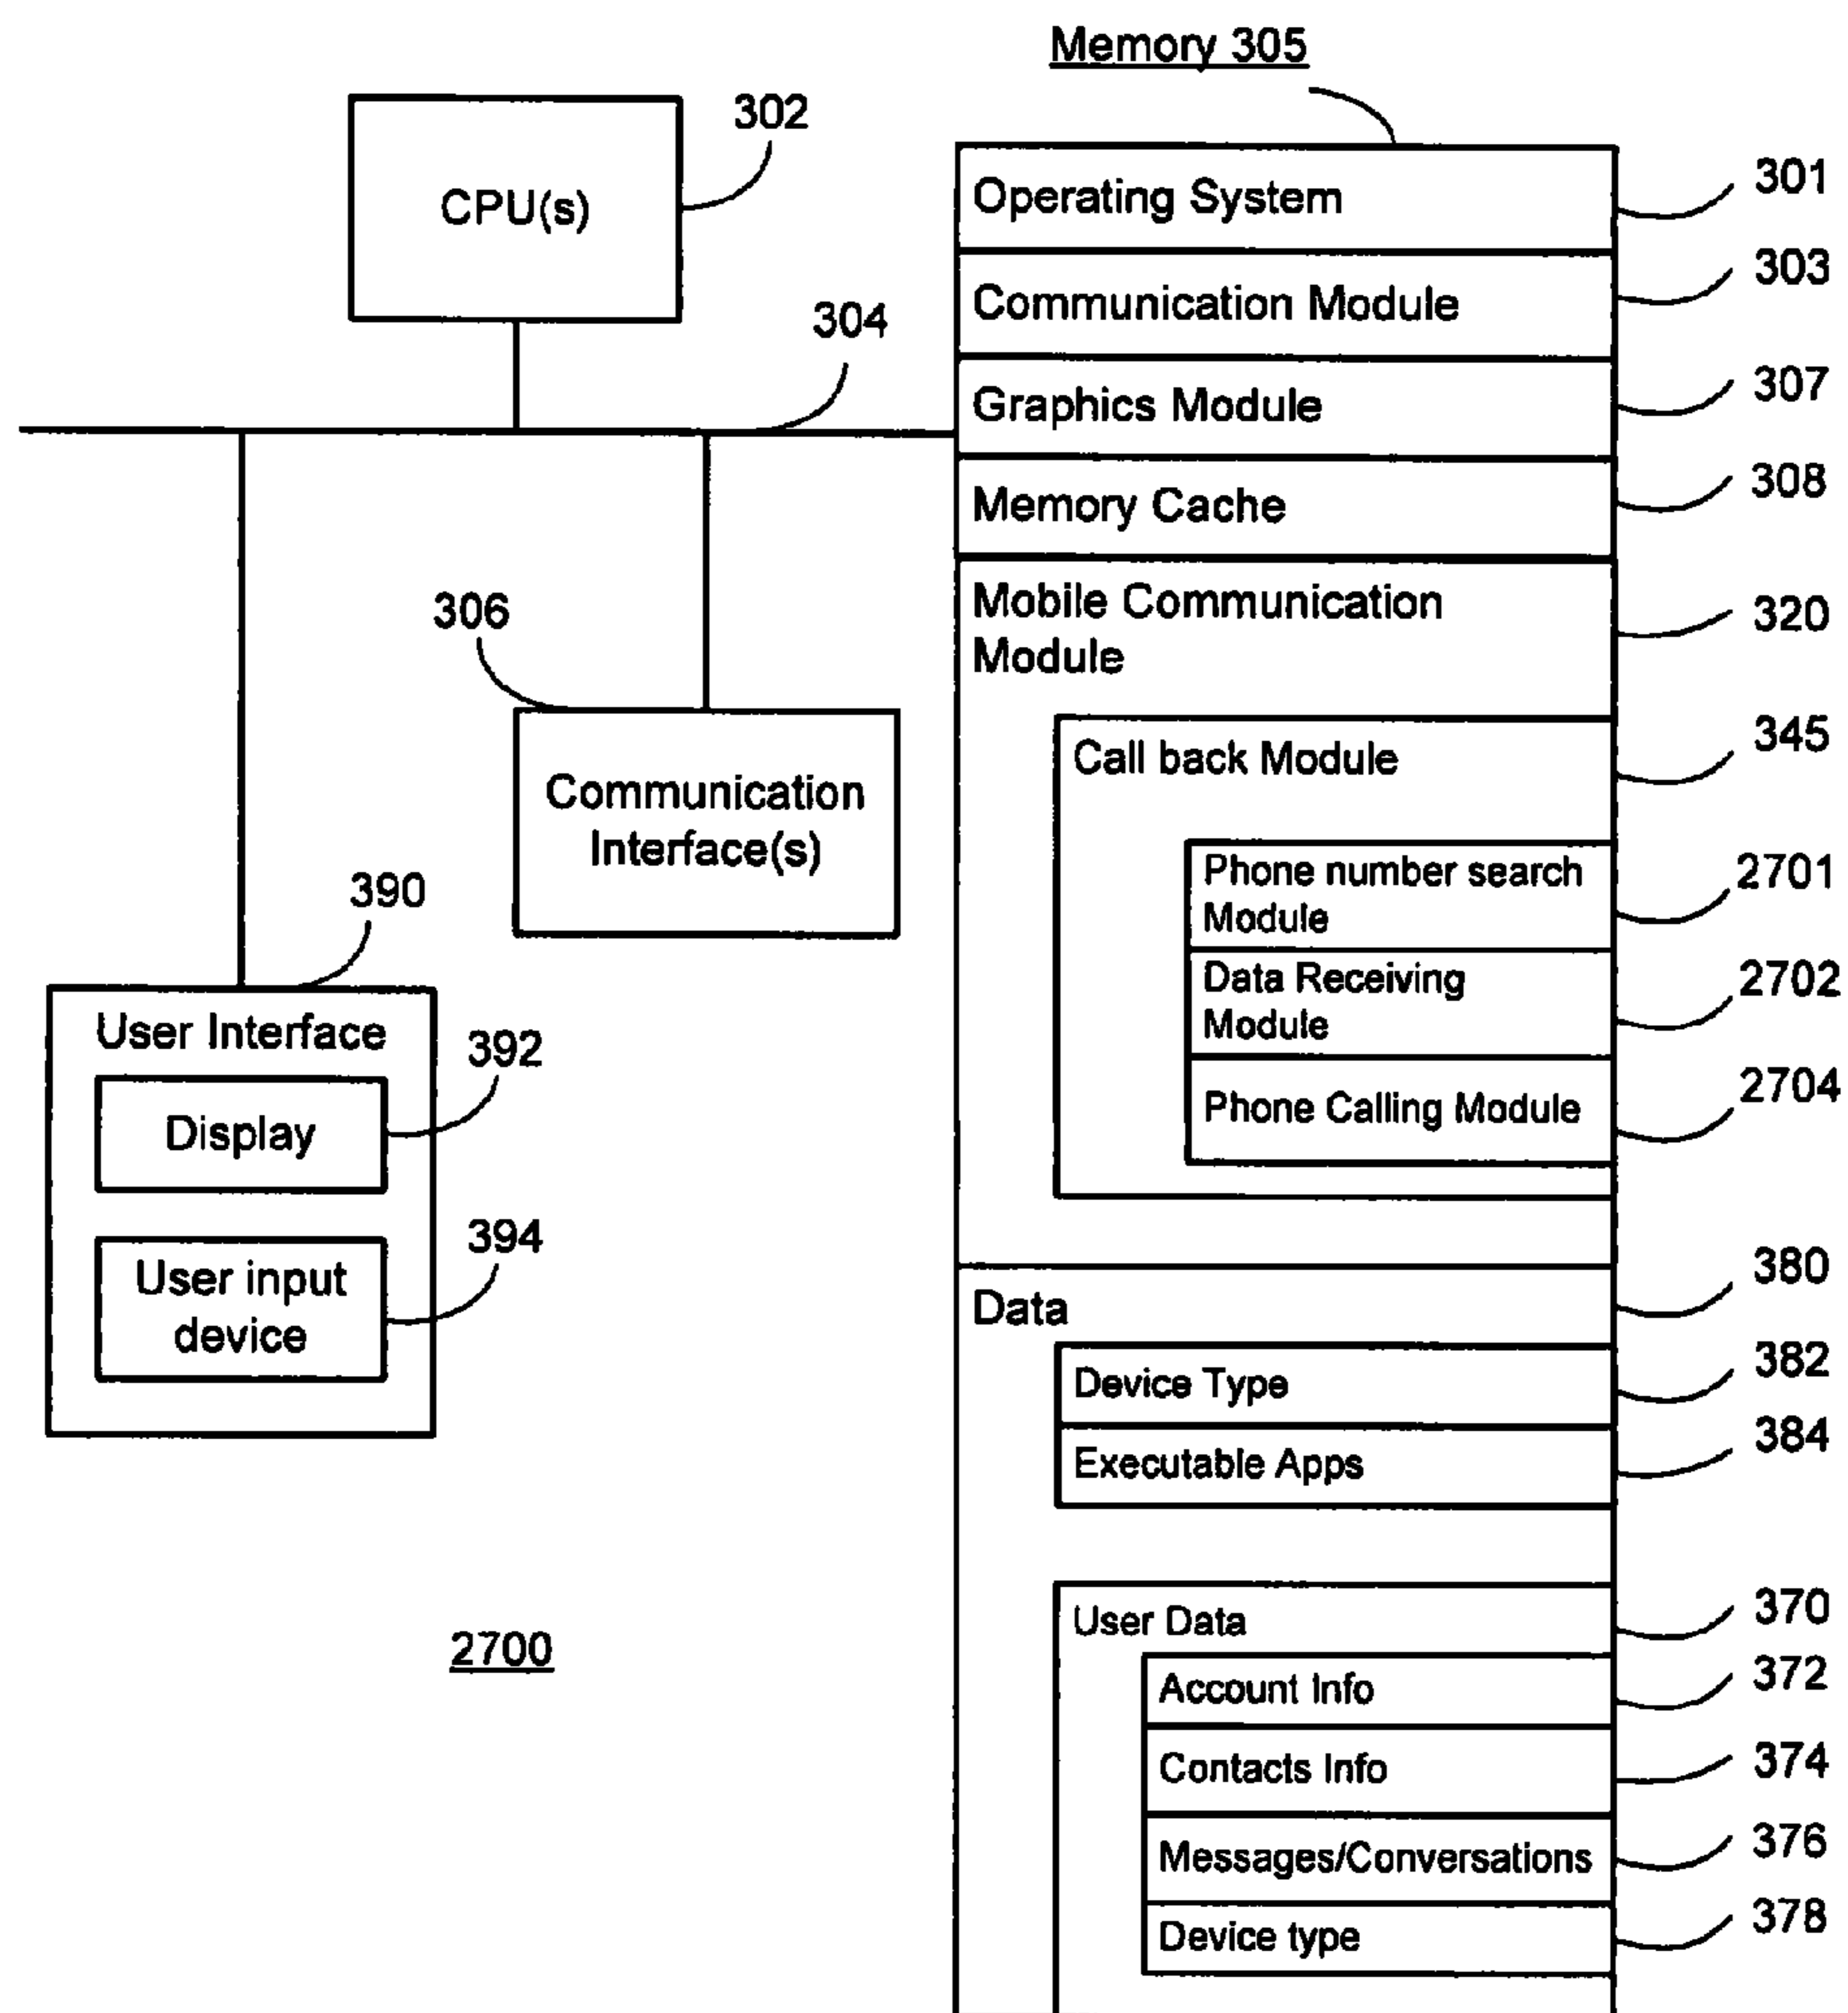 Memory 305
302
CPU(s)
301
Operating System
303
Communication Module
304
307
Graphics Module
308
Memory Cache
306
Mobile Communication
Module
320
345
Call back Module
Communication
Interface(s)
Phone number search
Module
2701
390
Data Receiving
Module
2702
User Interface
392
Display
2704
Phone Calling Module
394
User input
device
380
Data
382
Device Type
384
Executable Apps
370
User Data
2700
372
Account Info
374
Contacts Info
376
Messages/Conversations
378
Device type